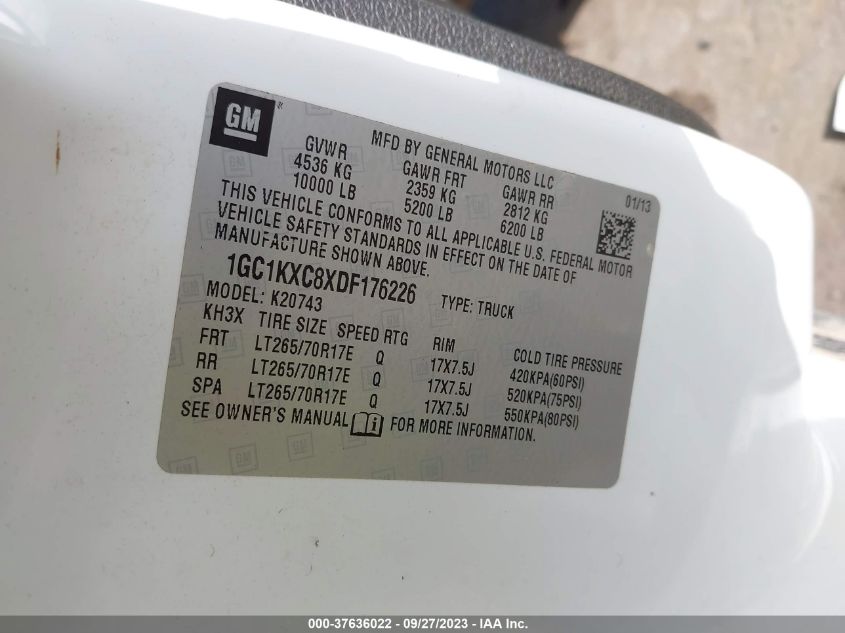 GM
MFD BY GENERAL MOTORS LLC 01/13
GVWR GAWR FRT GAWR RR
4536 KG 2359 KG 2812 KG
10000 LB 5200 LB 6200 LB
THIS VEHICLE CONFORMS TO ALL APPLICABLE U.S. FEDERAL MOTOR
VEHICLE SAFETY STANDARDS IN EFFECT ON THE DATE OF
MANUFACTURE SHOWN ABOVE.
1GC1KXC8XDF176226 TYPE: TRUCK
MODEL: K20743
KH3X TIRE SIZE SPEED RTG RIM COLD TIRE PRESSURE
FRT LT265/70R17E Q 17X7.5J 420KPA(60PSI)
RR LT265/70R17E Q 17X7.5J 520KPA(75PSI)
SPA LT265/70R17E Q 17X7.5J 550KPA(80PSI)
SEE OWNER'S MANUAL i FOR MORE INFORMATION.
000-37636022 - 09/27/2023 - IAA Inc.